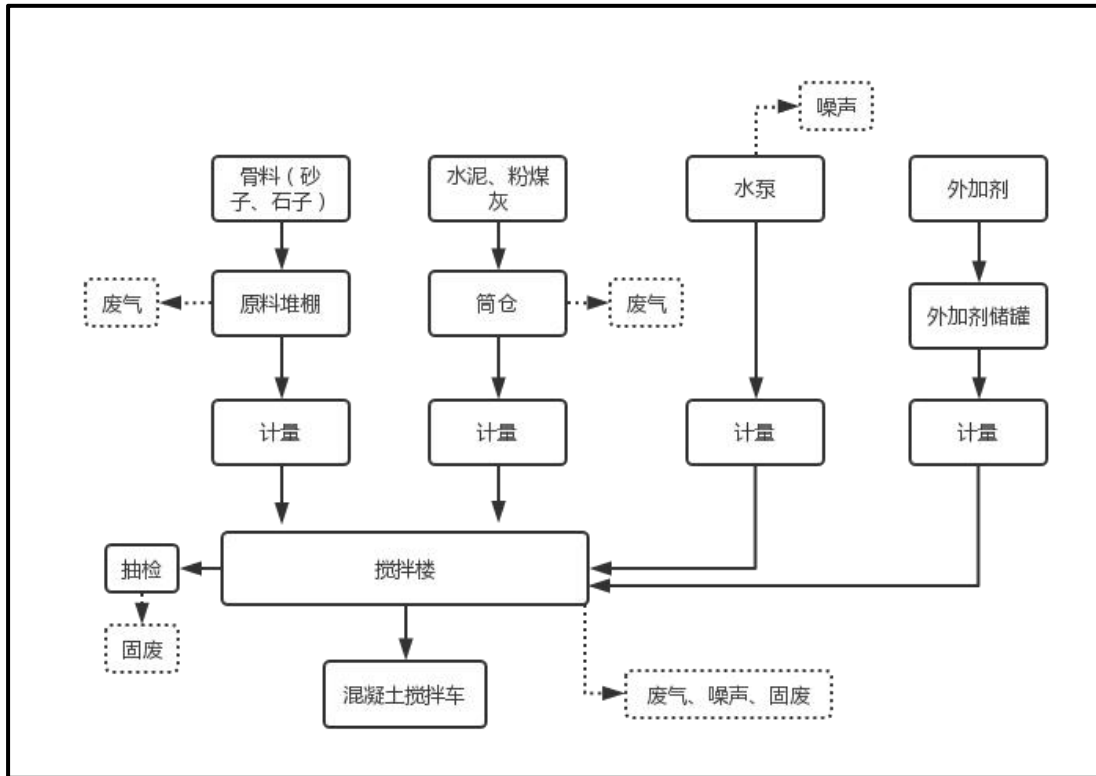 噪声
骨料（砂
子、石子）
水泥、粉煤
灰
水泵
外加剂
废气
原料堆棚
筒仓
废气
外加剂储罐
计量
计量
计量
计量
抽检
搅拌楼
固废
混凝土搅拌车
废气、噪声、固废